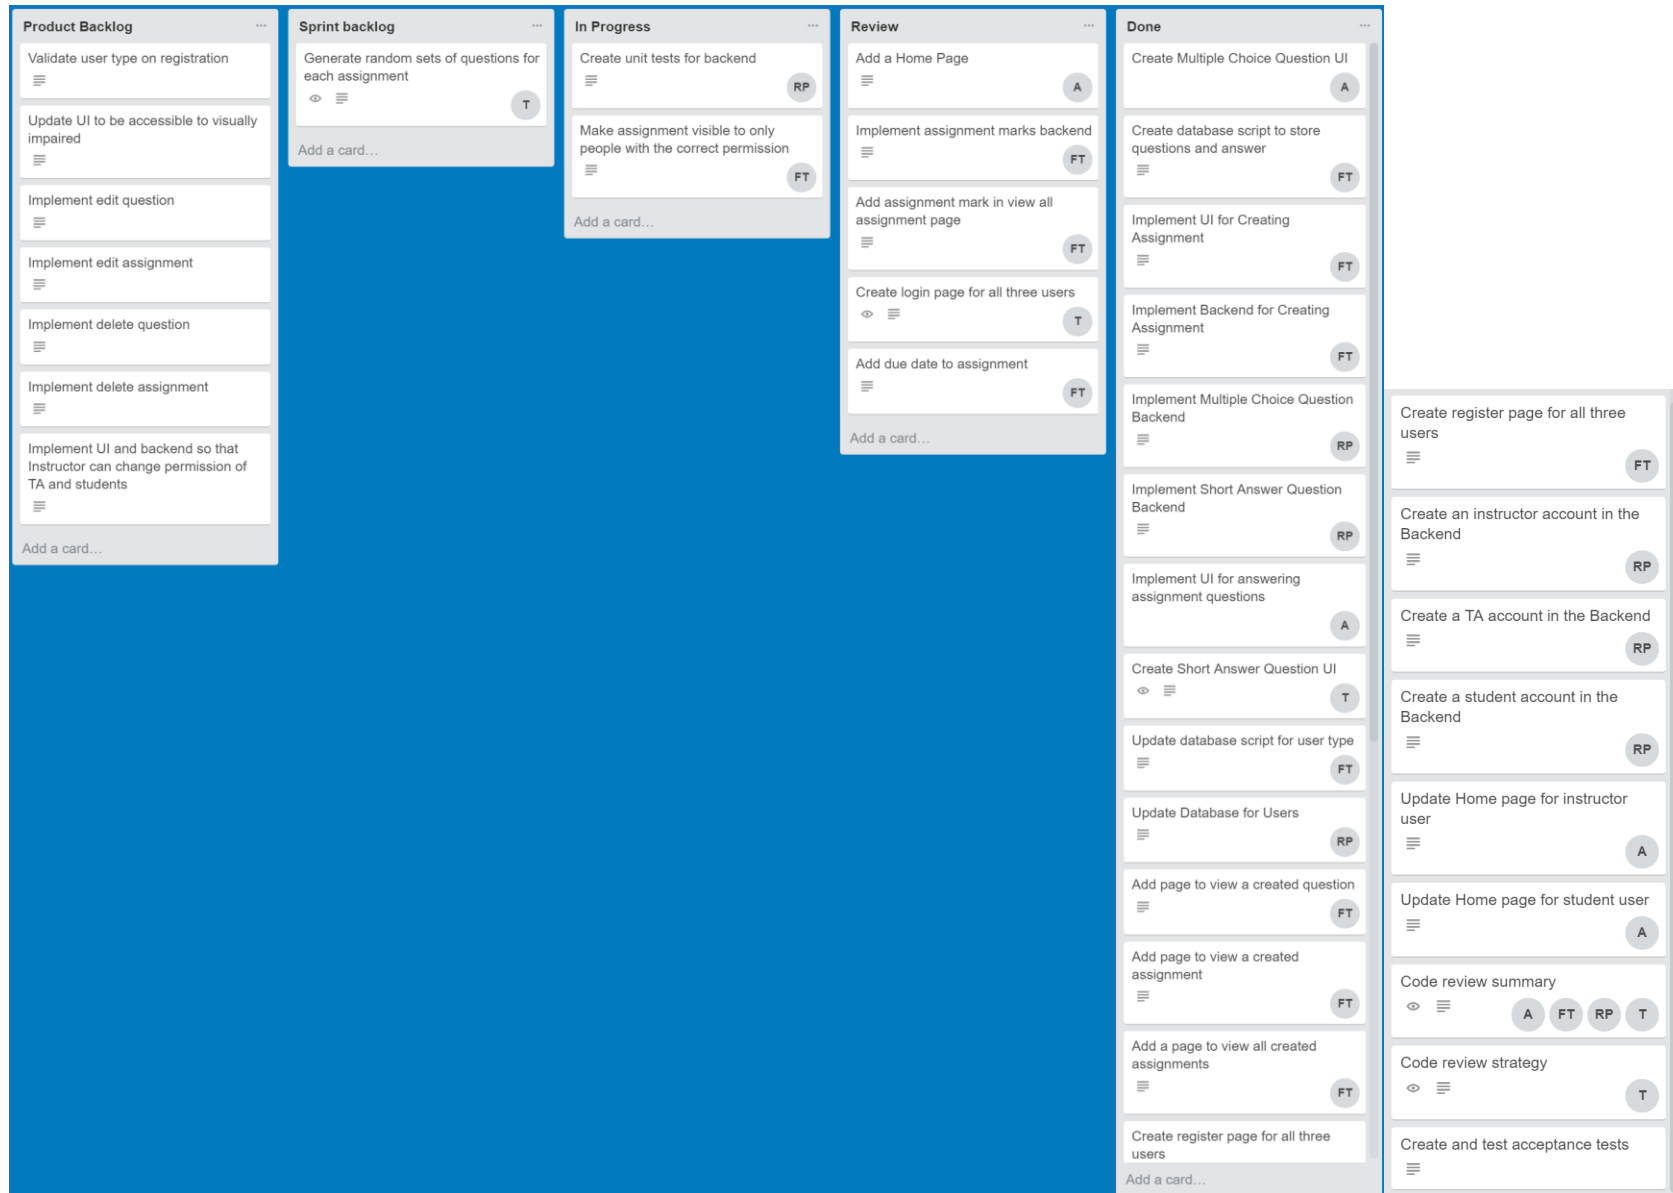 Product Backlog
Validate user type on registration
Update UI to be accessible to visually
impaired
Implement edit question
Implement edit assignment
Implement delete question
Implement delete assignment
Implement UI and backend so that
Instructor can change permission of
TA and students
Add a card...
Sprint backlog
Generate random sets of questions for
each assignment
T
Add a card...
In Progress
Create unit tests for backend
RP
Make assignment visible to only
people with the correct permission
FT
Add a card...
Review
Add a Home Page
A
Implement assignment marks backend
FT
Add assignment mark in view all
assignment page
FT
Create login page for all three users
T
Add due date to assignment
FT
Add a card...
Done
Create Multiple Choice Question UI
A
Create database script to store
questions and answer
FT
Implement UI for Creating
Assignment
FT
Implement Backend for Creating
Assignment
FT
Implement Multiple Choice Question
Backend
RP
Implement Short Answer Question
Backend
RP
Implement UI for answering
assignment questions
A
Create Short Answer Question UI
T
Update database script for user type
FT
Update Database for Users
RP
Add page to view a created question
FT
Add page to view a created
assignment
FT
Add a page to view all created
assignments
FT
Create register page for all three
users
Add a card...
Create register page for all three
users
FT
Create an instructor account in the
Backend
RP
Create a TA account in the Backend
RP
Create a student account in the
Backend
RP
Update Home page for instructor
user
A
Update Home page for student user
A
Code review summary
A FT RP T
Code review strategy
T
Create and test acceptance tests